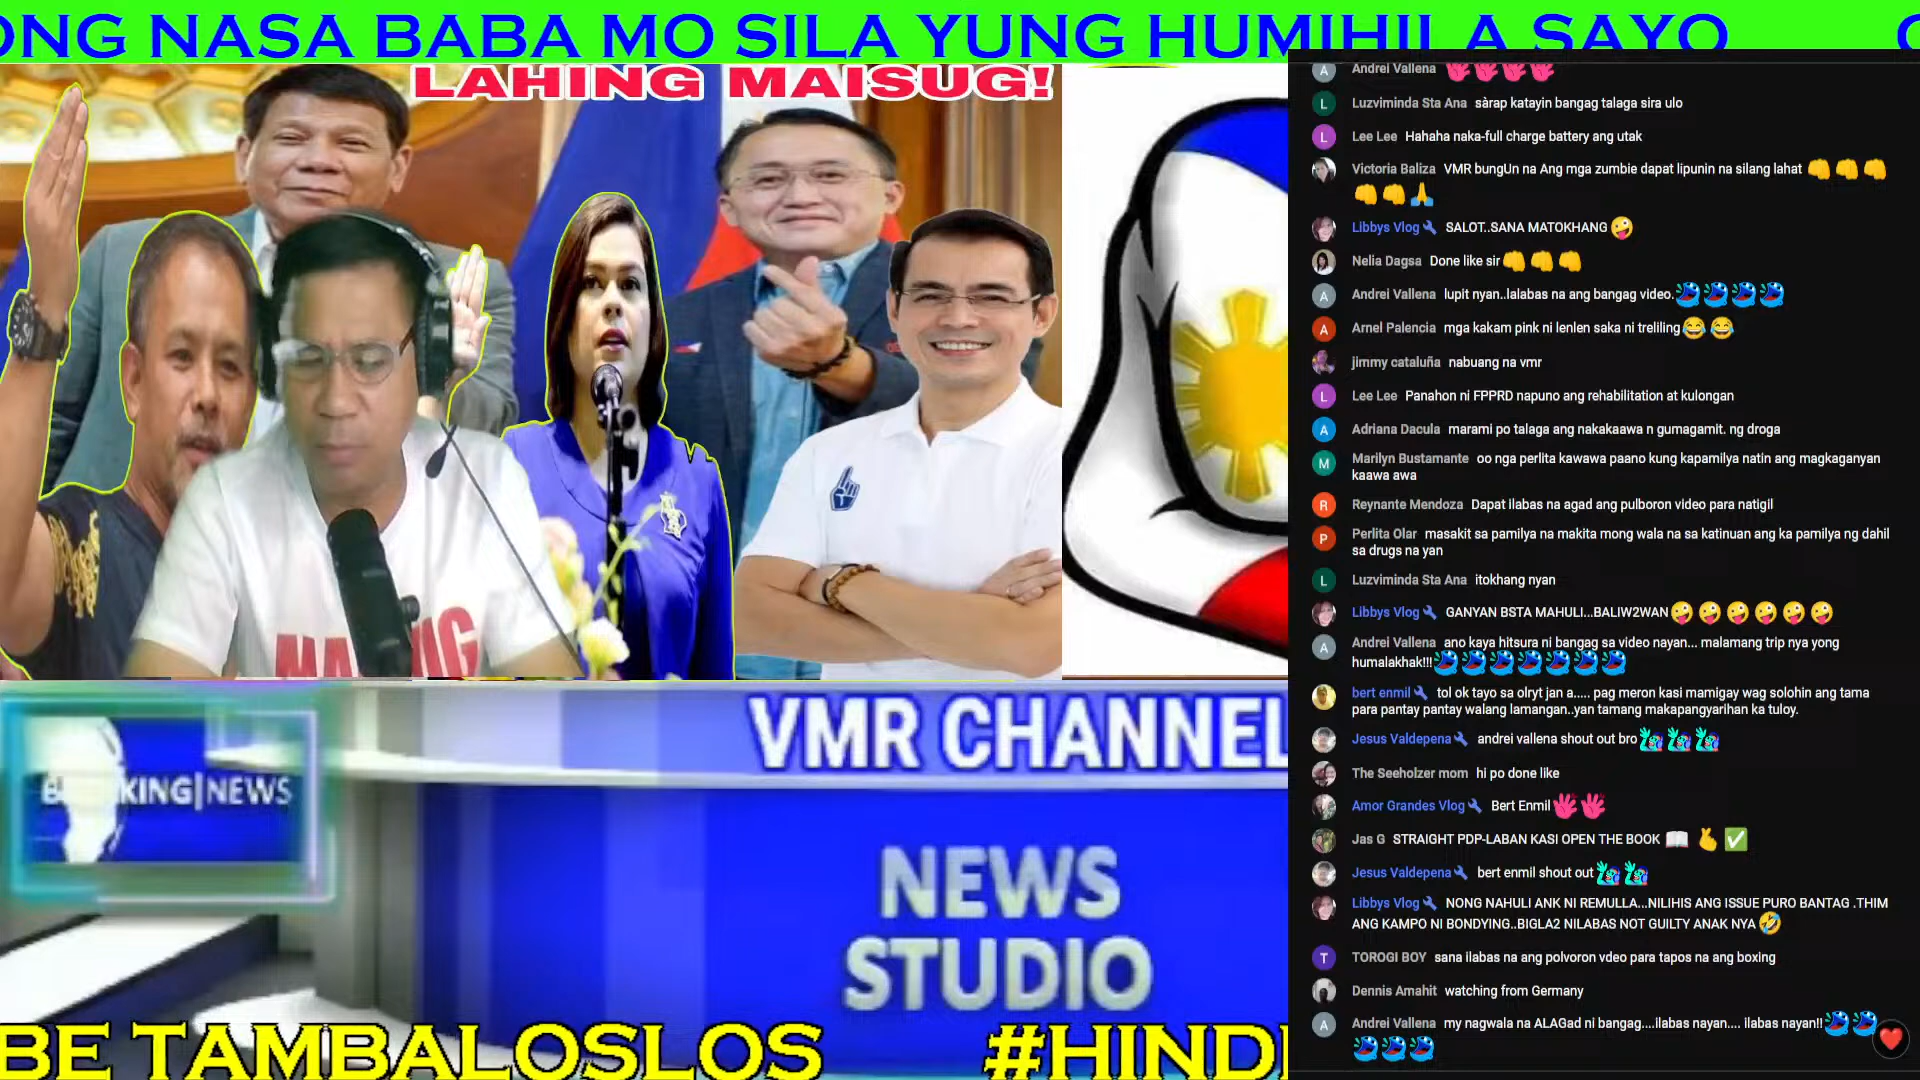 ONG NASA BABA MO SILA YUNG HUMIHILA SAYO
LAHING MAISUG!
VMR CHANNEL
BREAKING|NEWS
NEWS
STUDIO
BE TAMBALOSLOS #HINDI
A Andrei Vallena
L Luzviminda Sta Ana sàrap katayin bangag talaga sira ulo
L Lee Lee Hahaha naka-full charge battery ang utak
Victoria Baliza VMR bungUn na Ang mga zumbie dapat lipunin na silang lahat 👊👊👊
👊👊🙏
Libbys Vlog SALOT..SANA MATOKHANG 🤪
Nelia Dagsa Done like sir👊👊👊
A Andrei Vallena lupit nyan..lalabas na ang bangag video.
A Arnel Palencia mga kakam pink ni lenlen saka ni treliling😂😂
jimmy cataluña nabuang na vmr
L Lee Lee Panahon ni FPPRD napuno ang rehabilitation at kulongan
A Adriana Dacula marami po talaga ang nakakaawa n gumagamit. ng droga
M Marilyn Bustamante oo nga perlita kawawa paano kung kapamilya natin ang magkaganyan
kaawa awa
R Reynante Mendoza Dapat ilabas na agad ang pulboron video para natigil
P Perlita Olar masakit sa pamilya na makita mong wala na sa katinuan ang ka pamilya ng dahil
sa drugs na yan
L Luzviminda Sta Ana itokhang nyan
Libbys Vlog GANYAN BSTA MAHULI...BALIW2WAN🤪🤪🤪🤪🤪🤪
A Andrei Vallena ano kaya hitsura ni bangag sa video nayan... malamang trip nya yong
humalakhak!!!
bert enmil tol ok tayo sa olryt jan a..... pag meron kasi mamigay wag solohin ang tama
para pantay pantay walang lamangan..yan tamang makapangyarihan ka tuloy.
Jesus Valdepena andrei vallena shout out bro
The Seeholzer mom hi po done like
Amor Grandes Vlog Bert Enmil
Jas G STRAIGHT PDP-LABAN KASI OPEN THE BOOK 📖 🫰 ✅
Jesus Valdepena bert enmil shout out
Libbys Vlog NONG NAHULI ANK NI REMULLA...NILIHIS ANG ISSUE PURO BANTAG .THIM
ANG KAMPO NI BONDYING..BIGLA2 NILABAS NOT GUILTY ANAK NYA 🤣
T TOROGI BOY sana ilabas na ang polvoron vdeo para tapos na ang boxing
Dennis Amahit watching from Germany
A Andrei Vallena my nagwala na ALAGad ni bangag....ilabas nayan.... ilabas nayan!!